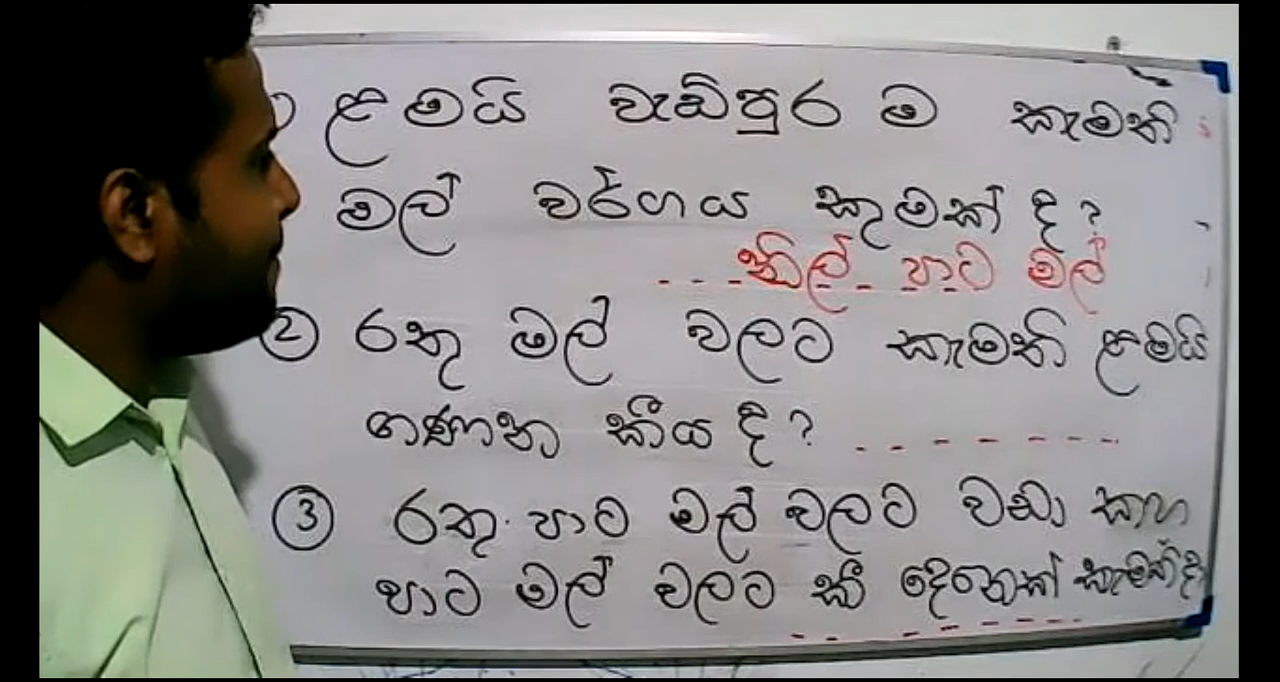 ළමයි වැඩිපුර ම කැමති
මල් වර්ගය කුමක් ද?
නිල් පාට මල්
② රතු මල් වලට කැමති ළමයි
ගණන කීය ද?
③ රතු පාට මල් වලට වඩා කහ
පාට මල් වලට කී දෙනෙක් කැමතිද